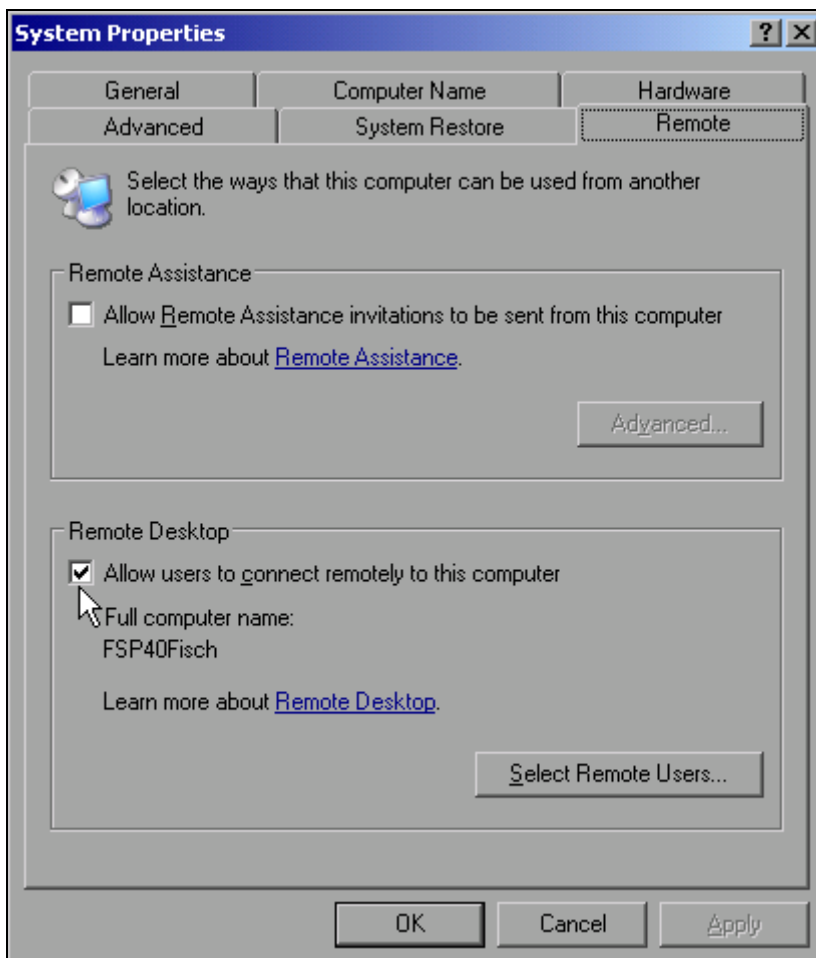 System Properties
General
Computer Name
Hardware
Advanced
System Restore
Remote
Select the ways that this computer can be used from another
location.
Remote Assistance
Allow Remote Assistance invitations to be sent from this computer
Learn more about Remote Assistance.
Advanced...
Remote Desktop
Allow users to connect remotely to this computer
Full computer name:
FSP40Fisch
Learn more about Remote Desktop.
Select Remote Users...
OK
Cancel
Apply